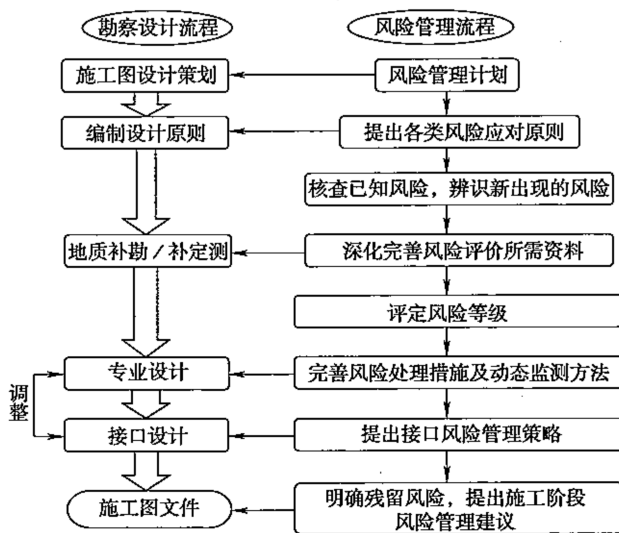 勘察设计流程
风险管理流程
施工图设计策划
风险管理计划
编制设计原则
提出各类风险应对原则
核查已知风险，辨识新出现的风险
地质补勘/补定测
深化完善风险评价所需资料
评定风险等级
专业设计
完善风险处理措施及动态监测方法
调整
接口设计
提出接口风险管理策略
施工图文件
明确残留风险，提出施工阶段
风险管理建议